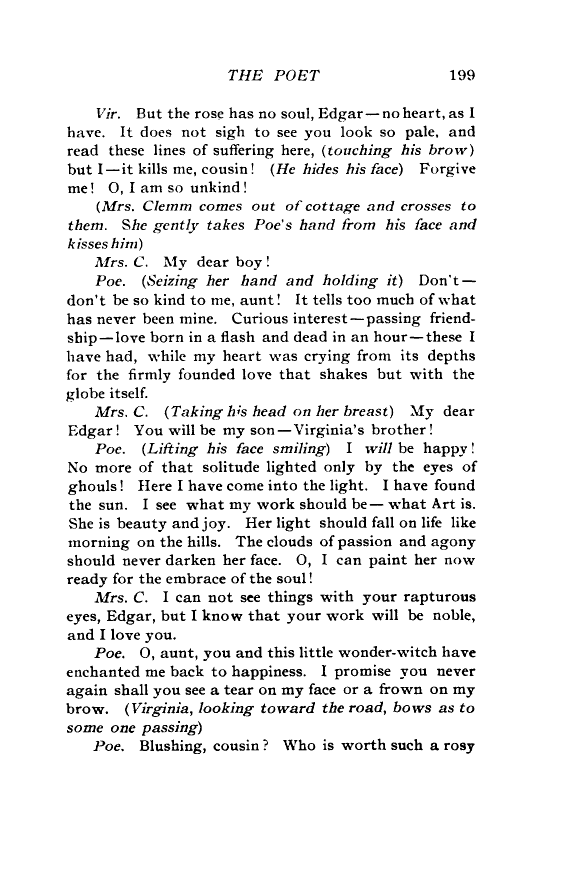 THE POET 199
Vir. But the rose has no soul, Edgar—no heart, as I
have. It does not sigh to see you look so pale, and
read these lines of suffering here, (touching his brow)
but I—it kills me, cousin! (He hides his face) Forgive
me! O, I am so unkind!
(Mrs. Clemm comes out of cottage and crosses to
them. She gently takes Poe's hand from his face and
kisses him)
Mrs. C. My dear boy!
Poe. (Seizing her hand and holding it) Don't—
don't be so kind to me, aunt! It tells too much of what
has never been mine. Curious interest—passing friend-
ship—love born in a flash and dead in an hour—these I
have had, while my heart was crying from its depths
for the firmly founded love that shakes but with the
globe itself.
Mrs. C. (Taking his head on her breast) My dear
Edgar! You will be my son—Virginia's brother!
Poe. (Lifting his face smiling) I will be happy!
No more of that solitude lighted only by the eyes of
ghouls! Here I have come into the light. I have found
the sun. I see what my work should be—what Art is.
She is beauty and joy. Her light should fall on life like
morning on the hills. The clouds of passion and agony
should never darken her face. O, I can paint her now
ready for the embrace of the soul!
Mrs. C. I can not see things with your rapturous
eyes, Edgar, but I know that your work will be noble,
and I love you.
Poe. O, aunt, you and this little wonder-witch have
enchanted me back to happiness. I promise you never
again shall you see a tear on my face or a frown on my
brow. (Virginia, looking toward the road, bows as to
some one passing)
Poe. Blushing, cousin? Who is worth such a rosy